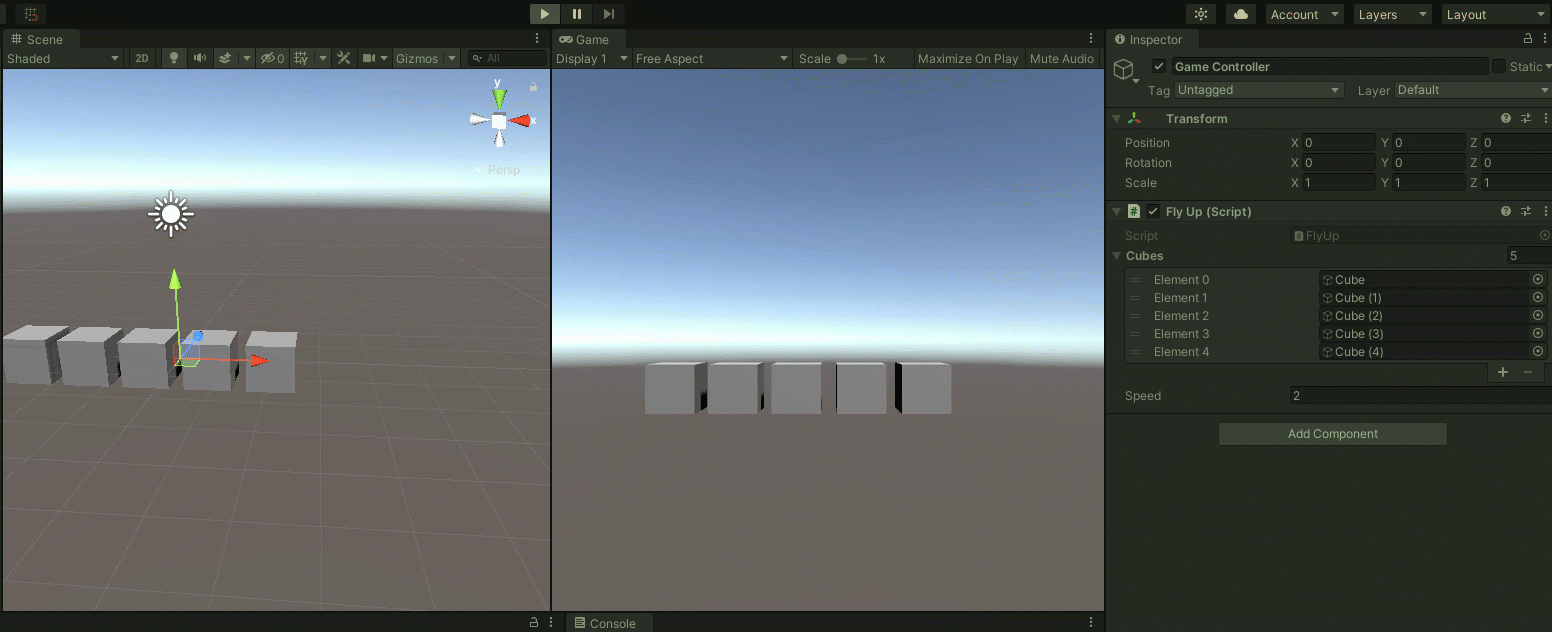 Account Layers Layout
Scene
Shaded 2D 0 Gizmos All
y
x
Persp
Game
Display 1 Free Aspect Scale 1x Maximize On Play Mute Audio
Console
Inspector
Game Controller Static
Tag Untagged Layer Default
Transform
Position X 0 Y 0 Z 0
Rotation X 0 Y 0 Z 0
Scale X 1 Y 1 Z 1
# Fly Up (Script)
Script FlyUp
Cubes 5
Element 0 Cube
Element 1 Cube (1)
Element 2 Cube (2)
Element 3 Cube (3)
Element 4 Cube (4)
Speed 2
Add Component